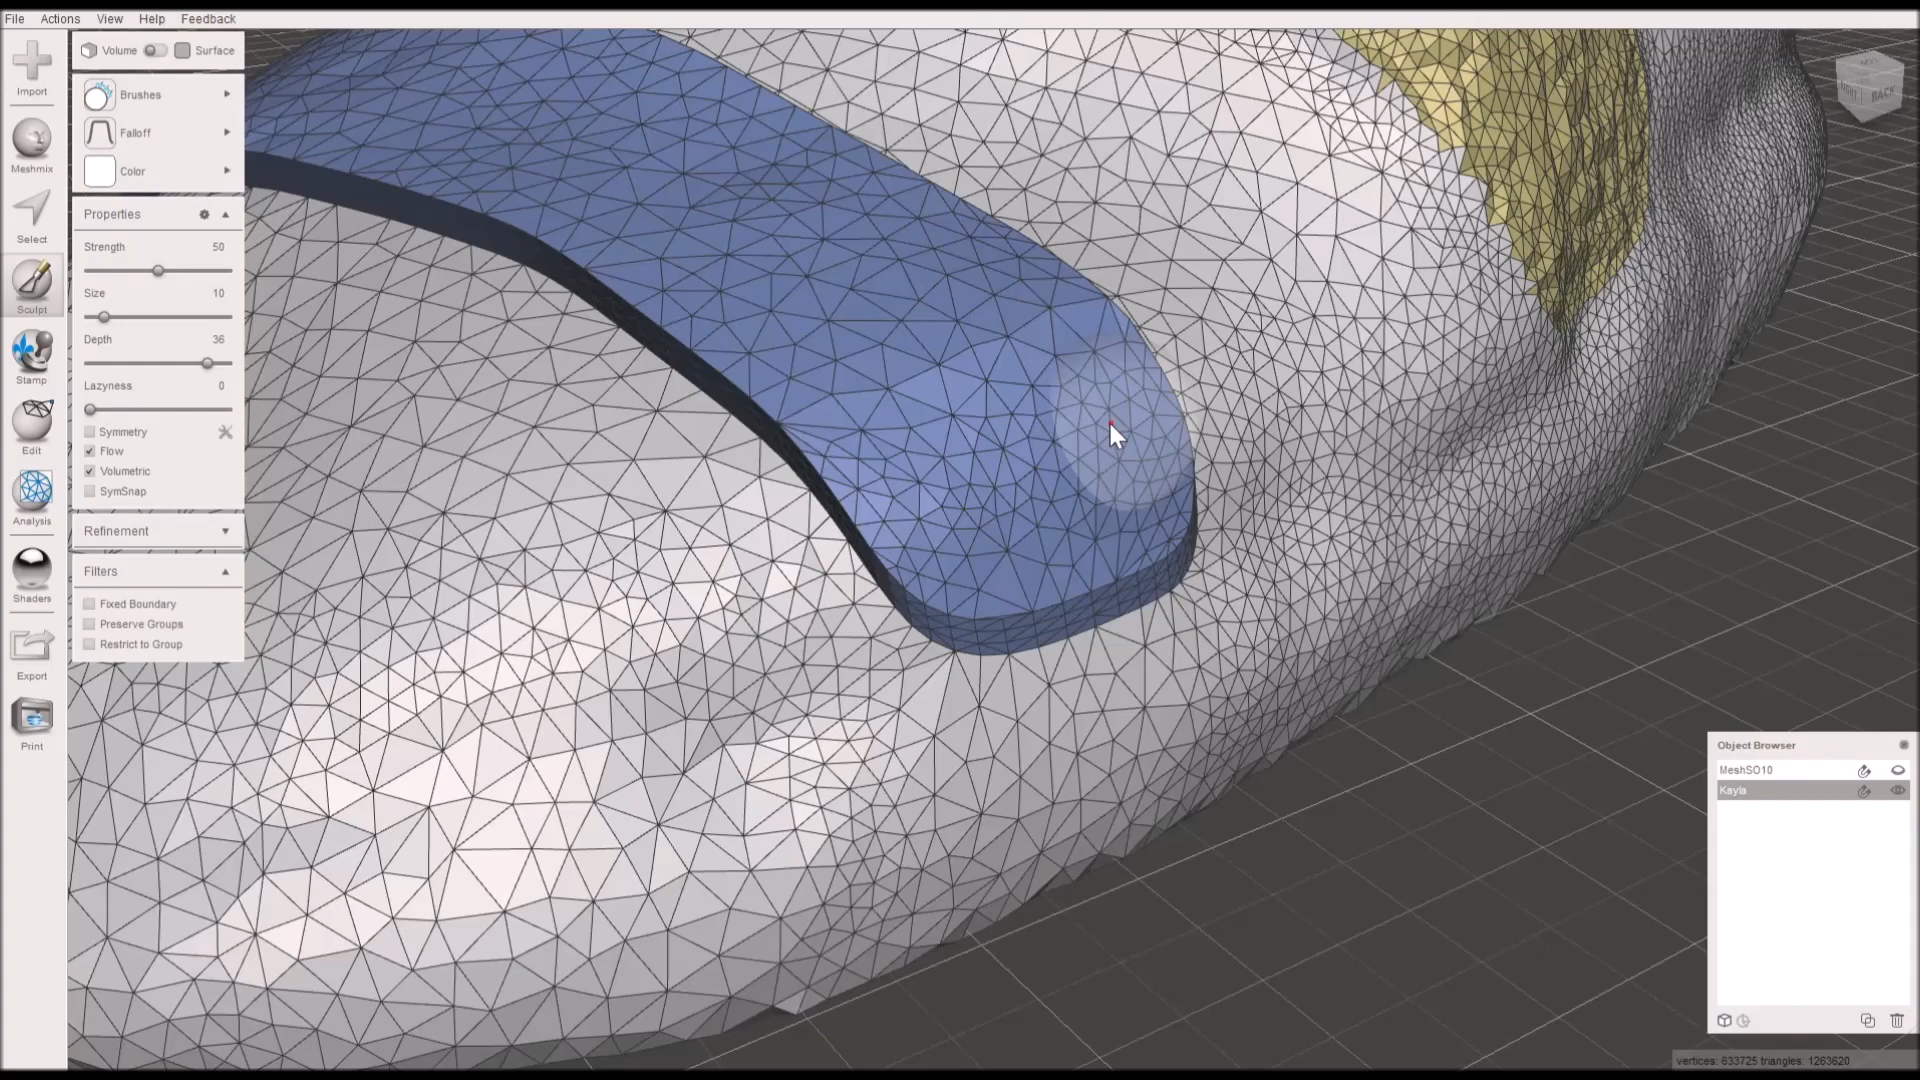 File Actions View Help Feedback
Import
Meshmix
Select
Sculpt
Stamp
Edit
Analysis
Shaders
Export
Print
Volume Surface
Brushes
Falloff
Color
Properties
Strength 50
Size 10
Depth 36
Lazyness 0
Symmetry
Flow
Volumetric
SymSnap
Refinement
Filters
Fixed Boundary
Preserve Groups
Restrict to Group
RIGHT BACK
Object Browser
MeshSO10
Kayla
vertices: 633725 triangles: 1263620